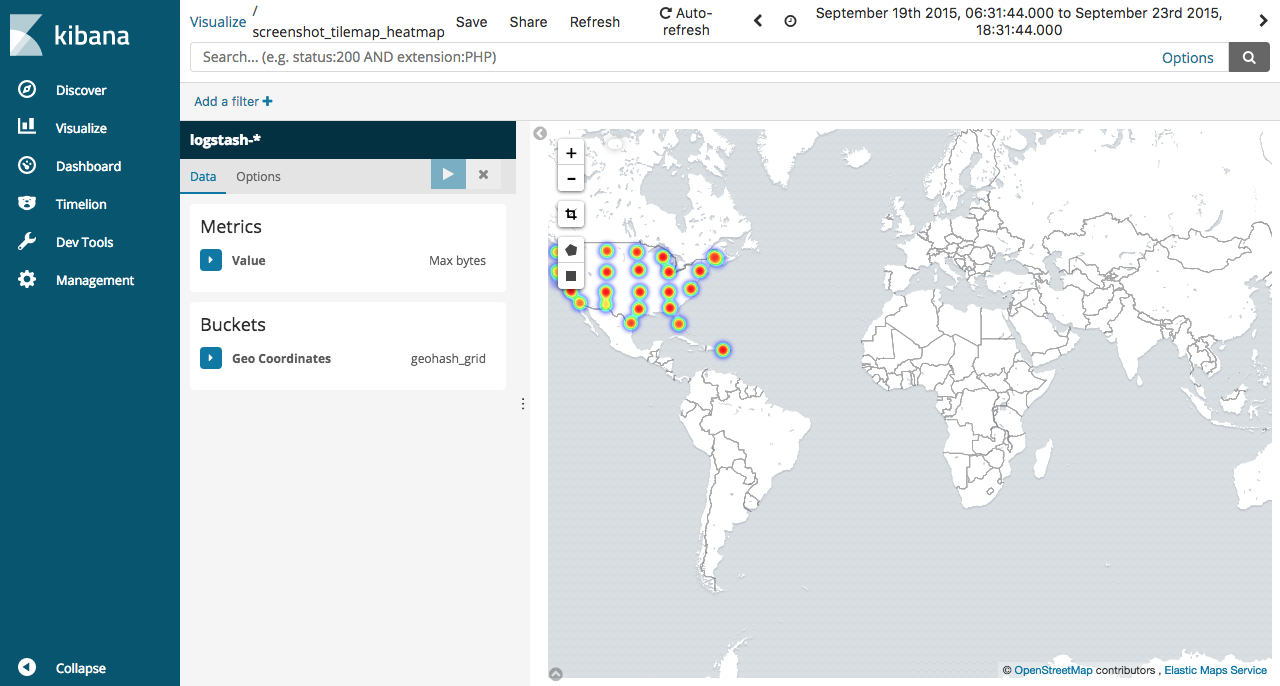 kibana
Discover
Visualize
Dashboard
Timelion
Dev Tools
Management
Collapse
Visualize
/
screenshot_tilemap_heatmap
Save
Share
Refresh
Auto-
refresh
September 19th 2015, 06:31:44.000 to September 23rd 2015,
18:31:44.000
Search... (e.g. status:200 AND extension:PHP)
Options
Add a filter +
logstash-*
Data
Options
Metrics
Value
Max bytes
Buckets
Geo Coordinates
geohash_grid
+
−
© OpenStreetMap contributors , Elastic Maps Service